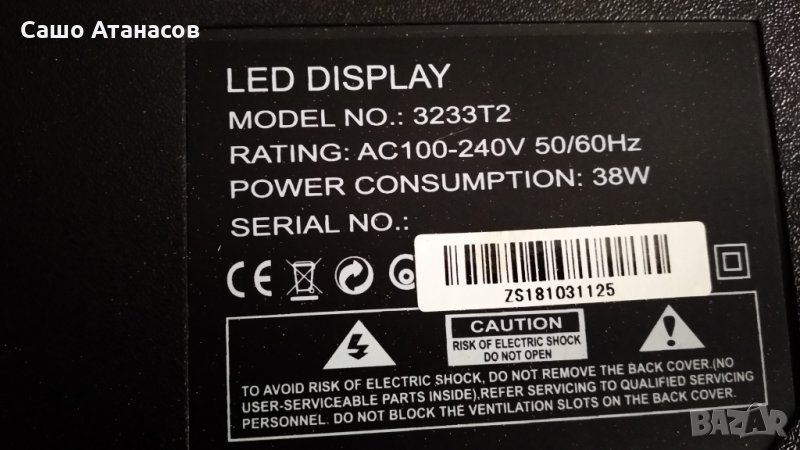 Сашо Атанасов
LED DISPLAY
MODEL NO.: 3233T2
RATING: AC100-240V 50/60Hz
POWER CONSUMPTION: 38W
SERIAL NO.:
CE
ZS181031125
CAUTION
RISK OF ELECTRIC SHOCK
DO NOT OPEN
TO AVOID RISK OF ELECTRIC SHOCK, DO NOT REMOVE THE BACK COVER.(NO
USER-SERVICEABLE PARTS INSIDE),REFER SERVICING TO QUALIFIED SERVICING
PERSONNEL. DO NOT BLOCK THE VENTILATION SLOTS ON THE BACK COVER.
BAZAR